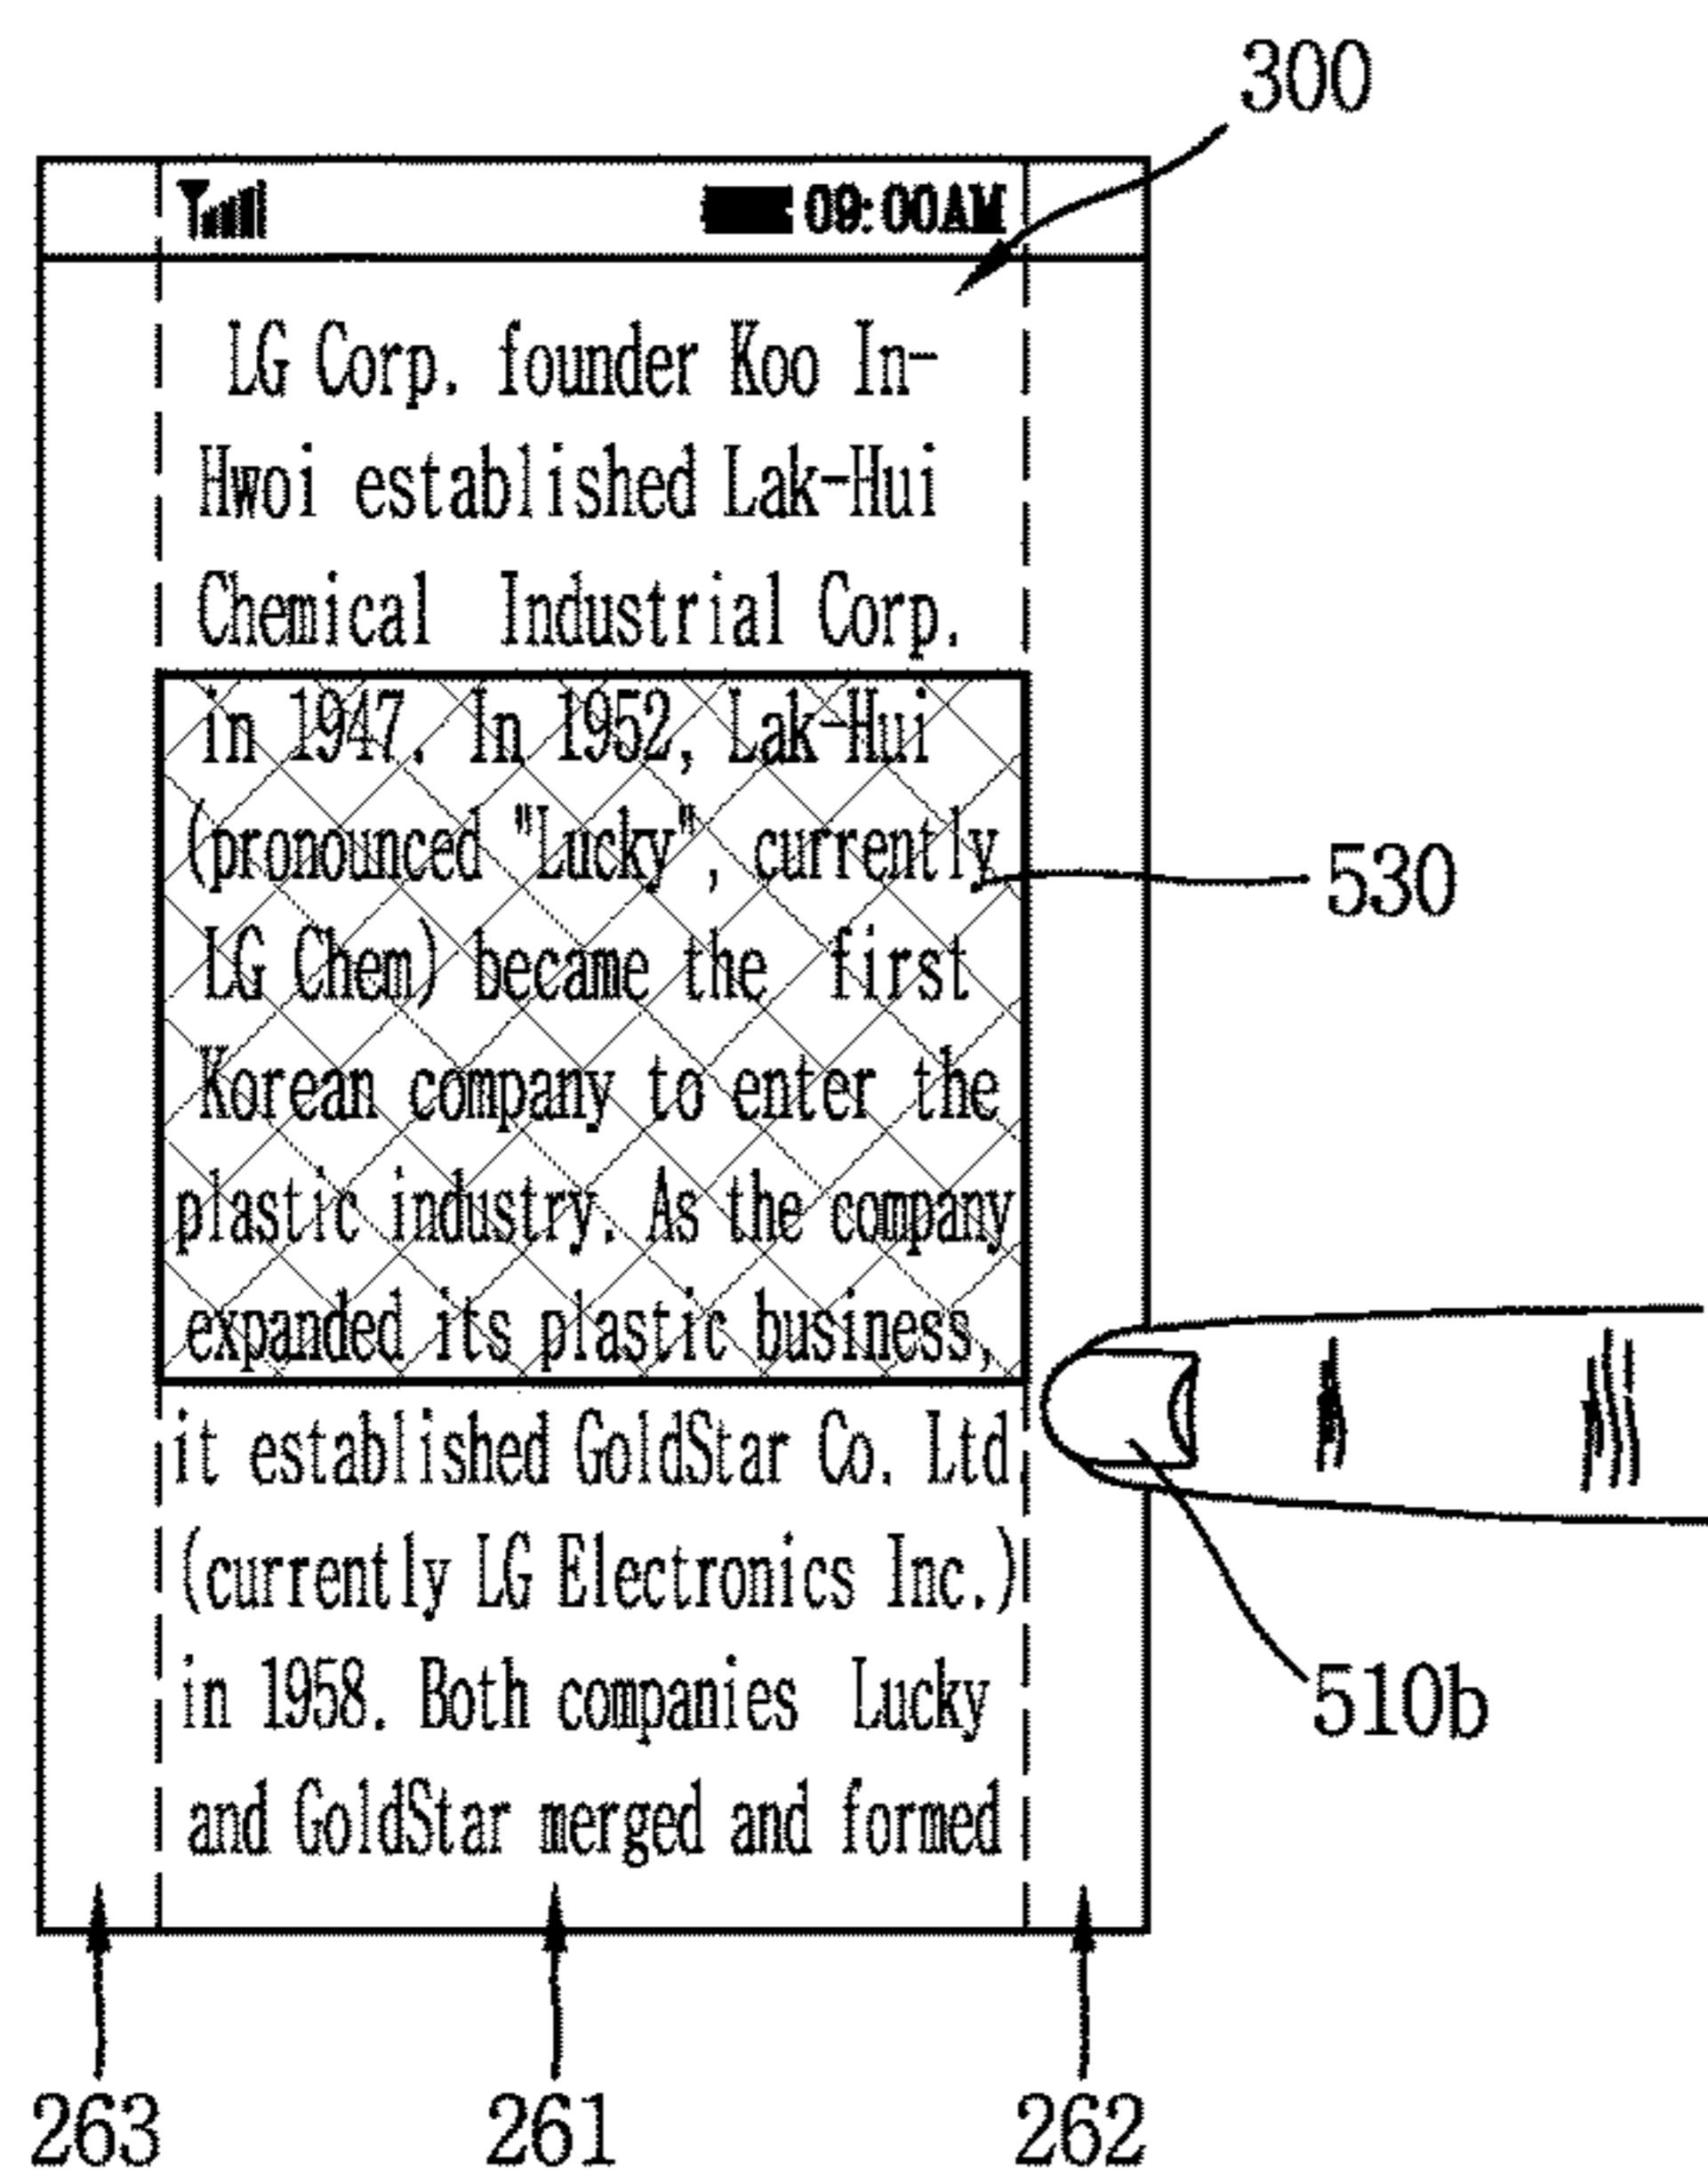 300
09:00AM
LG Corp. founder Koo In-
Hwoi established Lak-Hui
Chemical Industrial Corp.
in 1947. In 1952, Lak-Hui
(pronounced "Lucky", currently
530
LG Chem) became the first
Korean company to enter the
plastic industry. As the company
expanded its plastic business,
it established GoldStar Co. Ltd.
(currently LG Electronics Inc.)
in 1958. Both companies Lucky
510b
and GoldStar merged and formed
263 261 262